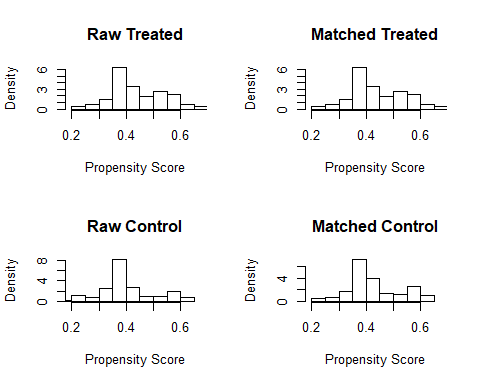 Raw Treated
Density
0 3 6
0.2 0.4 0.6
Propensity Score
Matched Treated
Density
0 3 6
0.2 0.4 0.6
Propensity Score
Raw Control
Density
0 4 8
0.2 0.4 0.6
Propensity Score
Matched Control
Density
0 4
0.2 0.4 0.6
Propensity Score